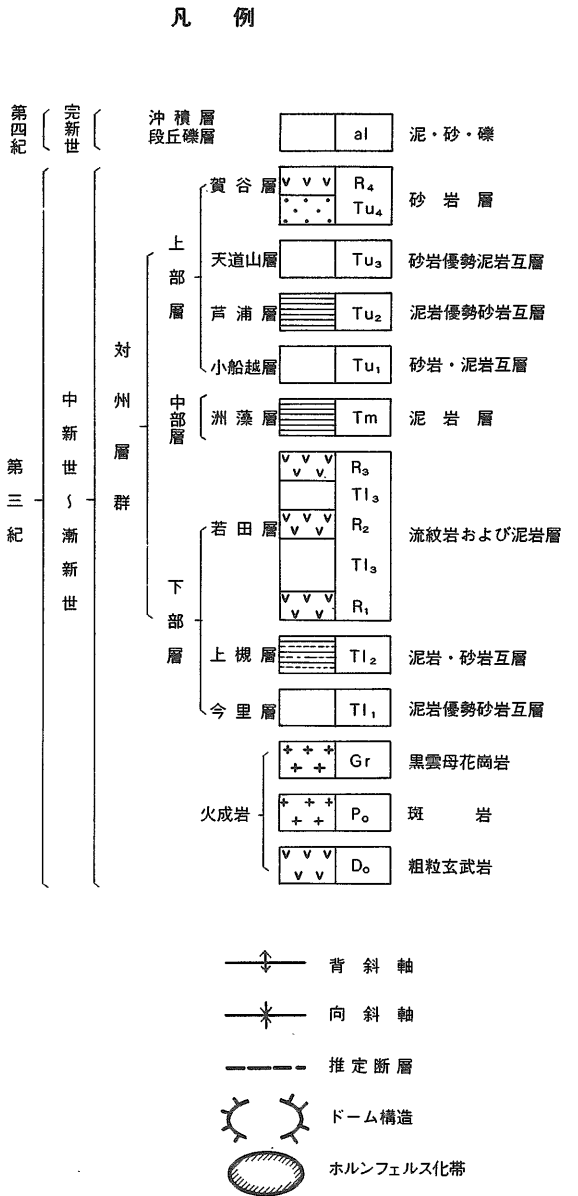 凡 例
第四紀
完新世
沖積層
段丘礫層
al
泥・砂・礫
第三紀
中新世～漸新世
対州層群
上部層
賀谷層
R₄
Tu₄
砂岩層
天道山層
Tu₃
砂岩優勢泥岩互層
芦浦層
Tu₂
泥岩優勢砂岩互層
小船越層
Tu₁
砂岩・泥岩互層
中部層
洲藻層
Tm
泥岩層
下部層
若田層
R₃
Tl₃
R₂
Tl₃
R₁
流紋岩および泥岩層
上槻層
Tl₂
泥岩・砂岩互層
今里層
Tl₁
泥岩優勢砂岩互層
火成岩
Gr
黒雲母花崗岩
Po
斑岩
Do
粗粒玄武岩
背斜軸
向斜軸
推定断層
ドーム構造
ホルンフェルス化帯